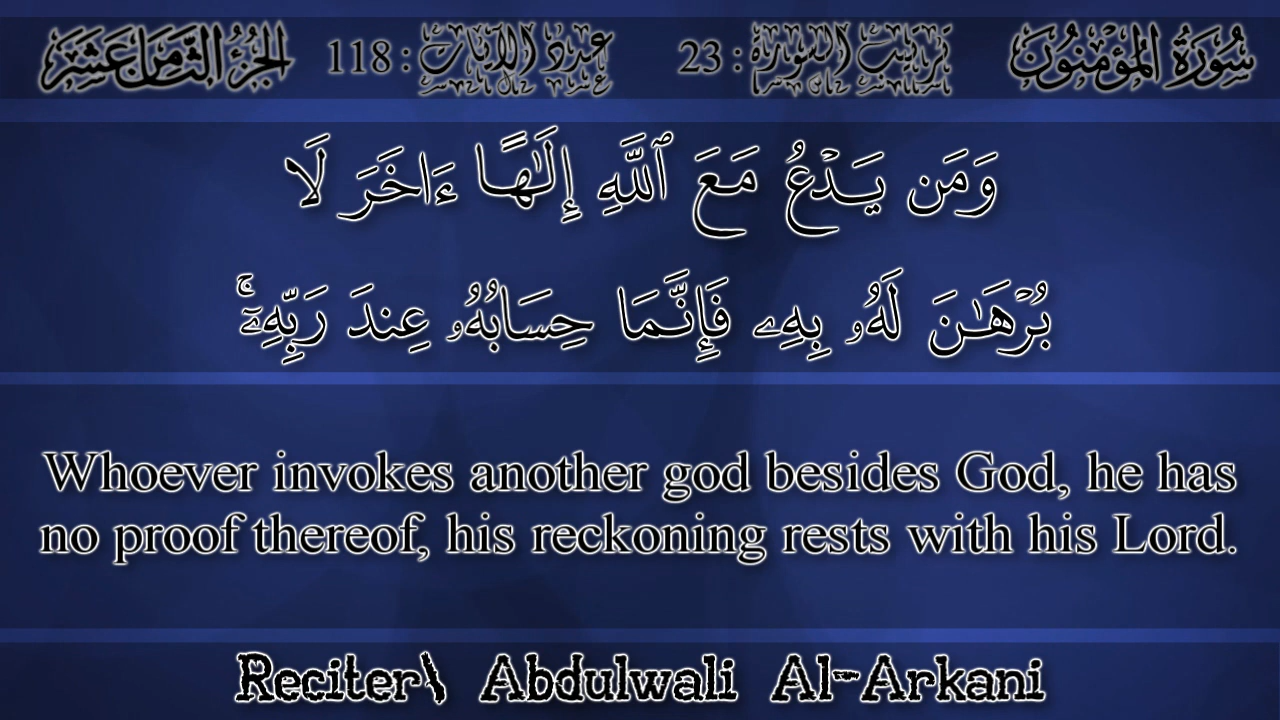 سُورَةُ المُؤْمِنُونَ ترتيب السورة : 23 عدد الآيات : 118 الجزء الثامن عشر
وَمَن يَدْعُ مَعَ ٱللَّهِ إِلَـٰهًا ءَاخَرَ لَا
بُرْهَـٰنَ لَهُۥ بِهِۦ فَإِنَّمَا حِسَابُهُۥ عِندَ رَبِّهِۦٓ ۚ
Whoever invokes another god besides God, he has
no proof thereof, his reckoning rests with his Lord.
Reciter\ Abdulwali Al-Arkani